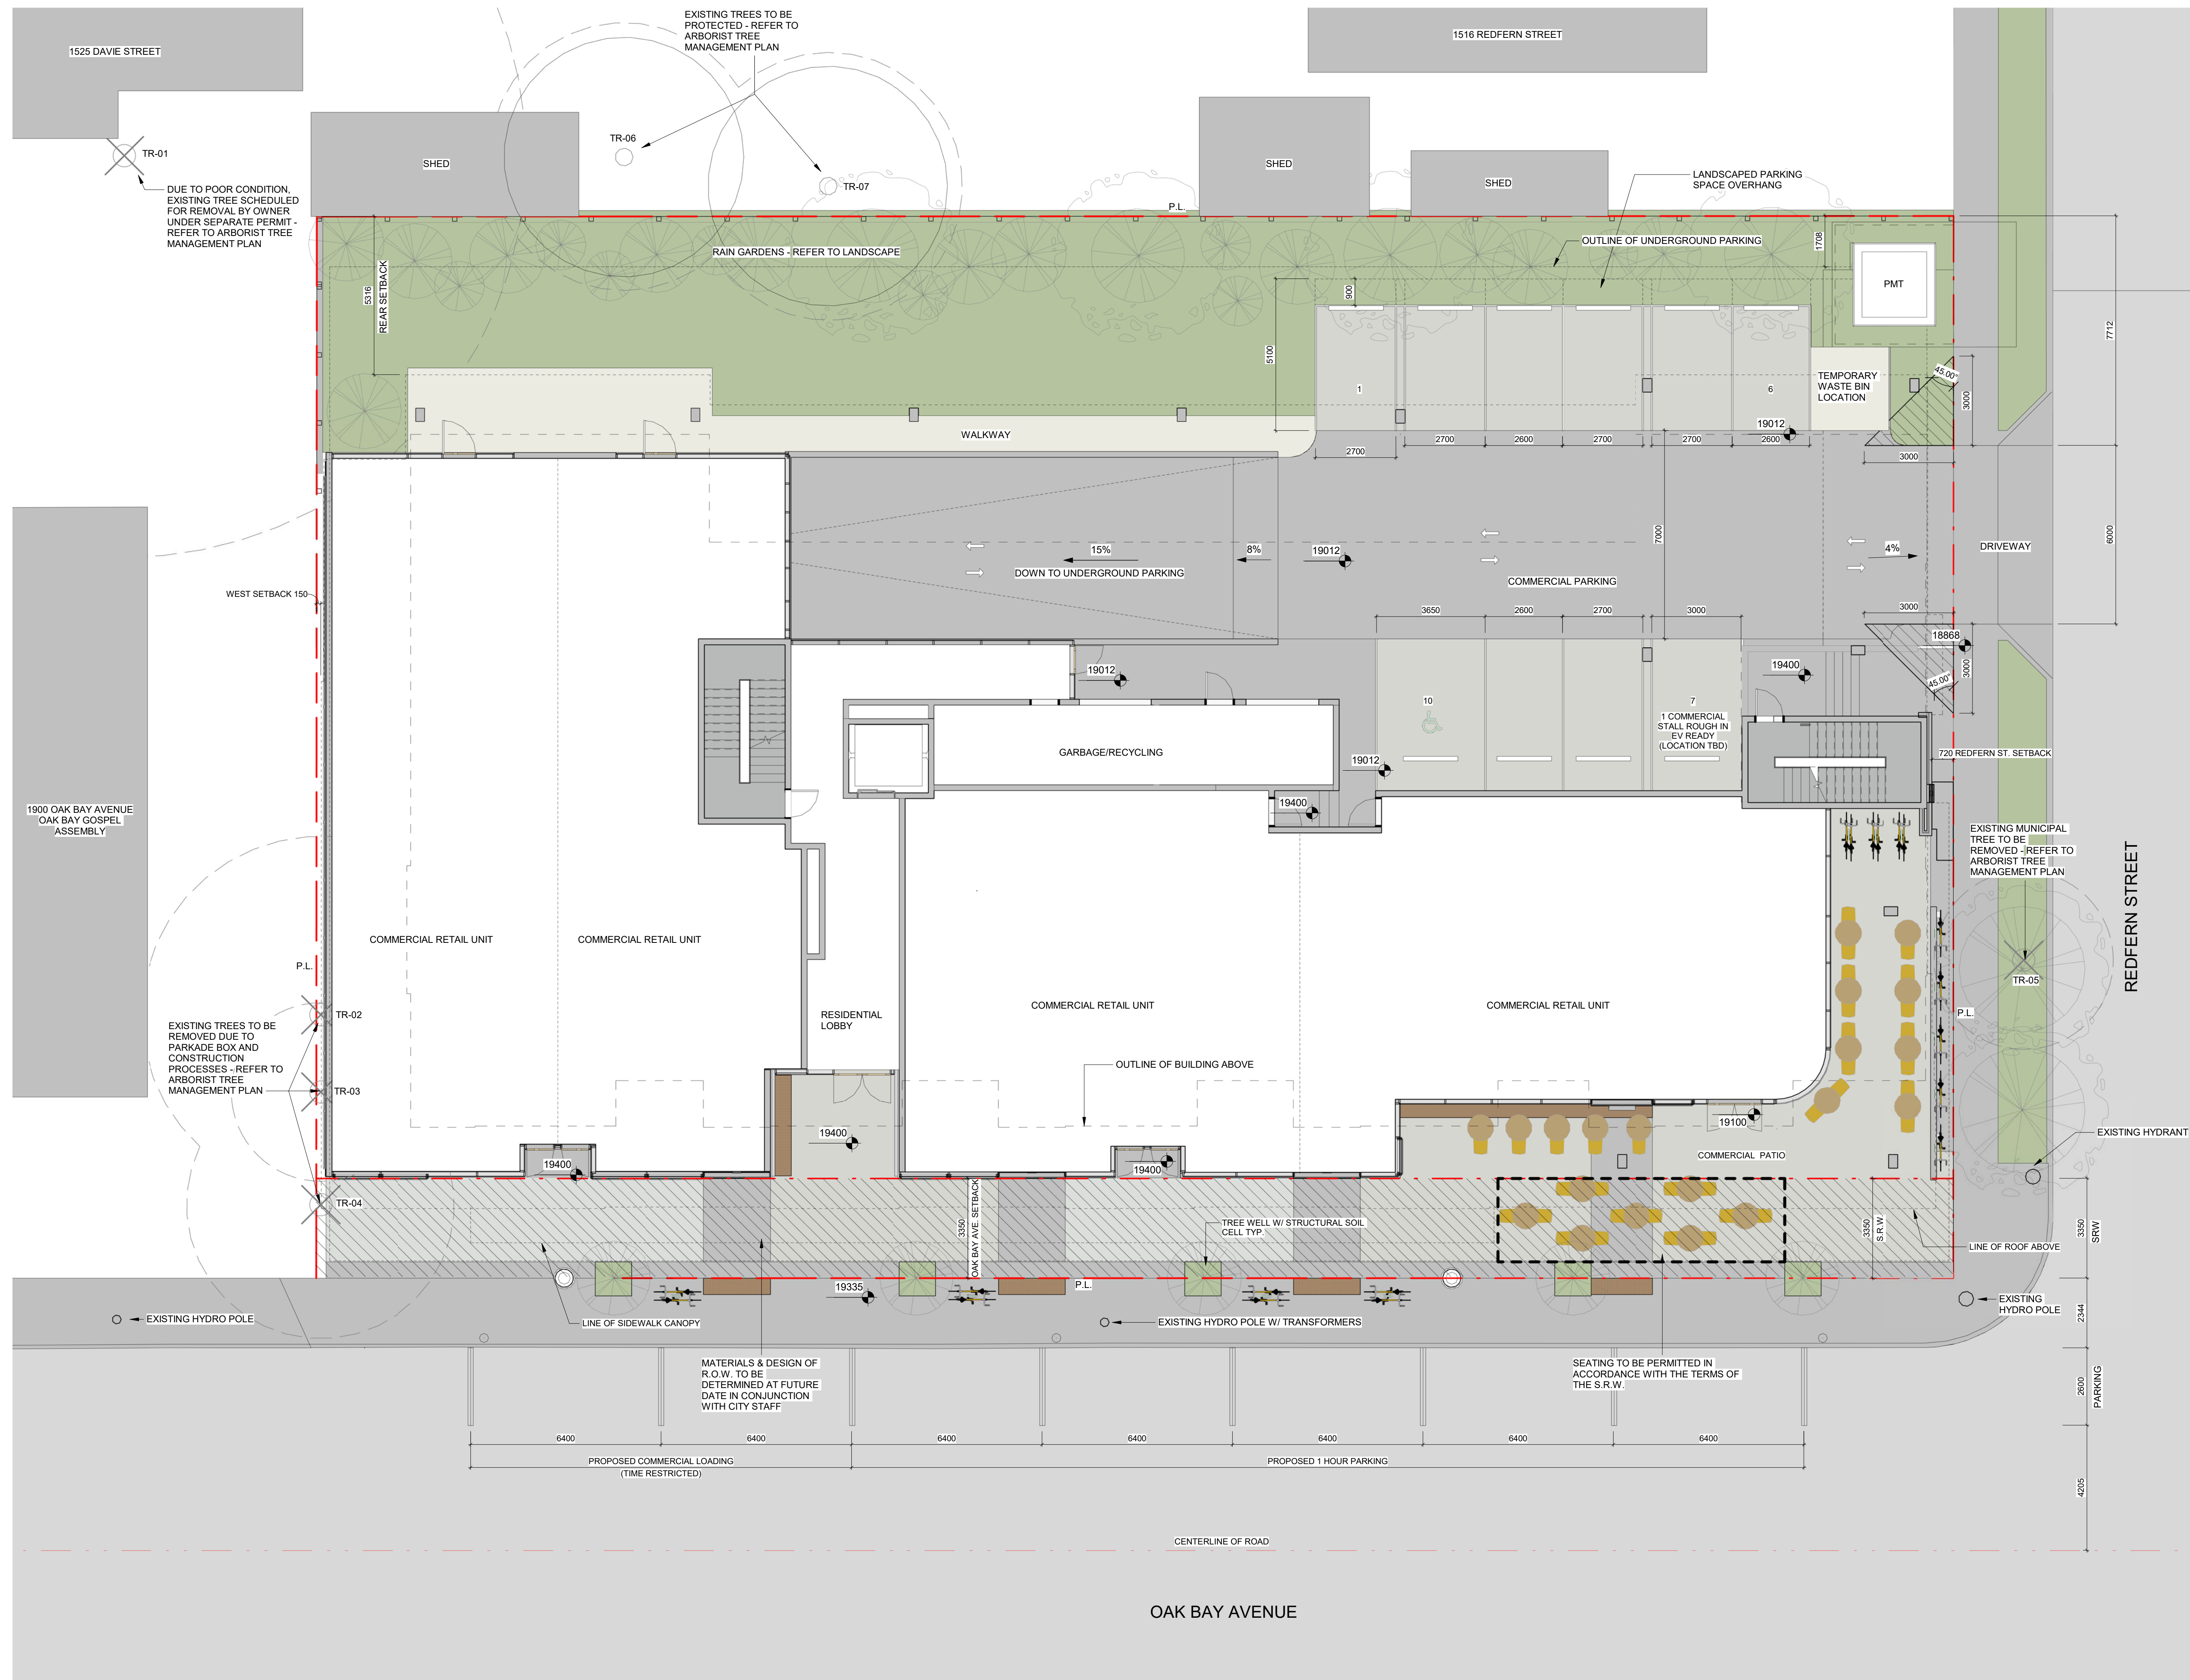 EXISTING TREES TO BE
PROTECTED - REFER TO
ARBORIST TREE
MANAGEMENT PLAN
1525 DAVIE STREET
1516 REDFERN STREET
TR-06
TR-01
SHED
TR-07
SHED
SHED
DUE TO POOR CONDITION,
EXISTING TREE SCHEDULED
FOR REMOVAL BY OWNER
UNDER SEPARATE PERMIT -
REFER TO ARBORIST TREE
MANAGEMENT PLAN
LANDSCAPED PARKING
SPACE OVERHANG
P.L.
RAIN GARDENS - REFER TO LANDSCAPE
OUTLINE OF UNDERGROUND PARKING
1708
5316
REAR SETBACK
900
PMT
7712
5100
1
6
TEMPORARY
WASTE BIN
LOCATION
45.00°
3000
19012
WALKWAY
2700
2700
2600
2700
2700
2600
3000
7000
6000
15%
8%
19012
4%
DRIVEWAY
DOWN TO UNDERGROUND PARKING
COMMERCIAL PARKING
WEST SETBACK 150
3650
2600
2700
3000
3000
18868
19012
19400
3000
45.00°
10
7
1 COMMERCIAL
STALL ROUGH IN
EV READY
(LOCATION TBD)
GARBAGE/RECYCLING
19012
720 REDFERN ST. SETBACK
19400
1900 OAK BAY AVENUE
OAK BAY GOSPEL
ASSEMBLY
EXISTING MUNICIPAL
TREE TO BE
REMOVED - REFER TO
ARBORIST TREE
MANAGEMENT PLAN
REDFERN STREET
COMMERCIAL RETAIL UNIT
COMMERCIAL RETAIL UNIT
P.L.
TR-05
COMMERCIAL RETAIL UNIT
COMMERCIAL RETAIL UNIT
TR-02
RESIDENTIAL
LOBBY
P.L.
EXISTING TREES TO BE
REMOVED DUE TO
PARKADE BOX AND
CONSTRUCTION
PROCESSES - REFER TO
ARBORIST TREE
MANAGEMENT PLAN
OUTLINE OF BUILDING ABOVE
TR-03
19400
19100
EXISTING HYDRANT
COMMERCIAL PATIO
19400
19400
TR-04
3350
OAK BAY AVE. SETBACK
TREE WELL W/ STRUCTURAL SOIL
CELL TYP.
3350
S.R.W.
3350
SRW
LINE OF ROOF ABOVE
19335
P.L.
EXISTING HYDRO POLE
LINE OF SIDEWALK CANOPY
EXISTING HYDRO POLE W/ TRANSFORMERS
EXISTING
HYDRO POLE
2344
MATERIALS & DESIGN OF
R.O.W. TO BE
DETERMINED AT FUTURE
DATE IN CONJUNCTION
WITH CITY STAFF
SEATING TO BE PERMITTED IN
ACCORDANCE WITH THE TERMS OF
THE S.R.W.
2600
PARKING
6400
6400
6400
6400
6400
6400
6400
PROPOSED COMMERCIAL LOADING
(TIME RESTRICTED)
PROPOSED 1 HOUR PARKING
4205
CENTERLINE OF ROAD
OAK BAY AVENUE